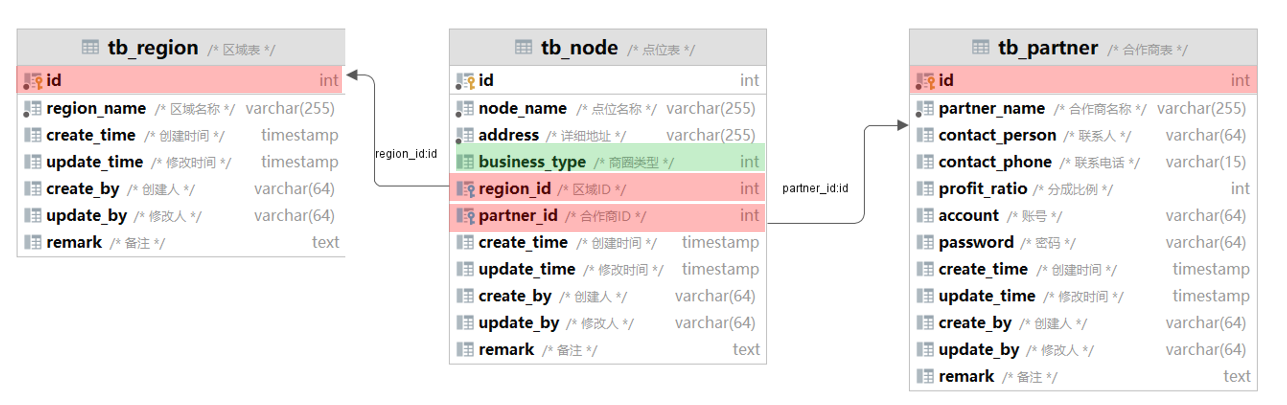 tb_region /* 区域表 */
id int
region_name /* 区域名称 */ varchar(255)
create_time /* 创建时间 */ timestamp
update_time /* 修改时间 */ timestamp
create_by /* 创建人 */ varchar(64)
update_by /* 修改人 */ varchar(64)
remark /* 备注 */ text
region_id:id
tb_node /* 点位表 */
id int
node_name /* 点位名称 */ varchar(255)
address /* 详细地址 */ varchar(255)
business_type /* 商圈类型 */ int
region_id /* 区域ID */ int
partner_id /* 合作商ID */ int
create_time /* 创建时间 */ timestamp
update_time /* 修改时间 */ timestamp
create_by /* 创建人 */ varchar(64)
update_by /* 修改人 */ varchar(64)
remark /* 备注 */ text
partner_id:id
tb_partner /* 合作商表 */
id int
partner_name /* 合作商名称 */ varchar(255)
contact_person /* 联系人 */ varchar(64)
contact_phone /* 联系电话 */ varchar(15)
profit_ratio /* 分成比例 */ int
account /* 账号 */ varchar(64)
password /* 密码 */ varchar(64)
create_time /* 创建时间 */ timestamp
update_time /* 修改时间 */ timestamp
create_by /* 创建人 */ varchar(64)
update_by /* 修改人 */ varchar(64)
remark /* 备注 */ text